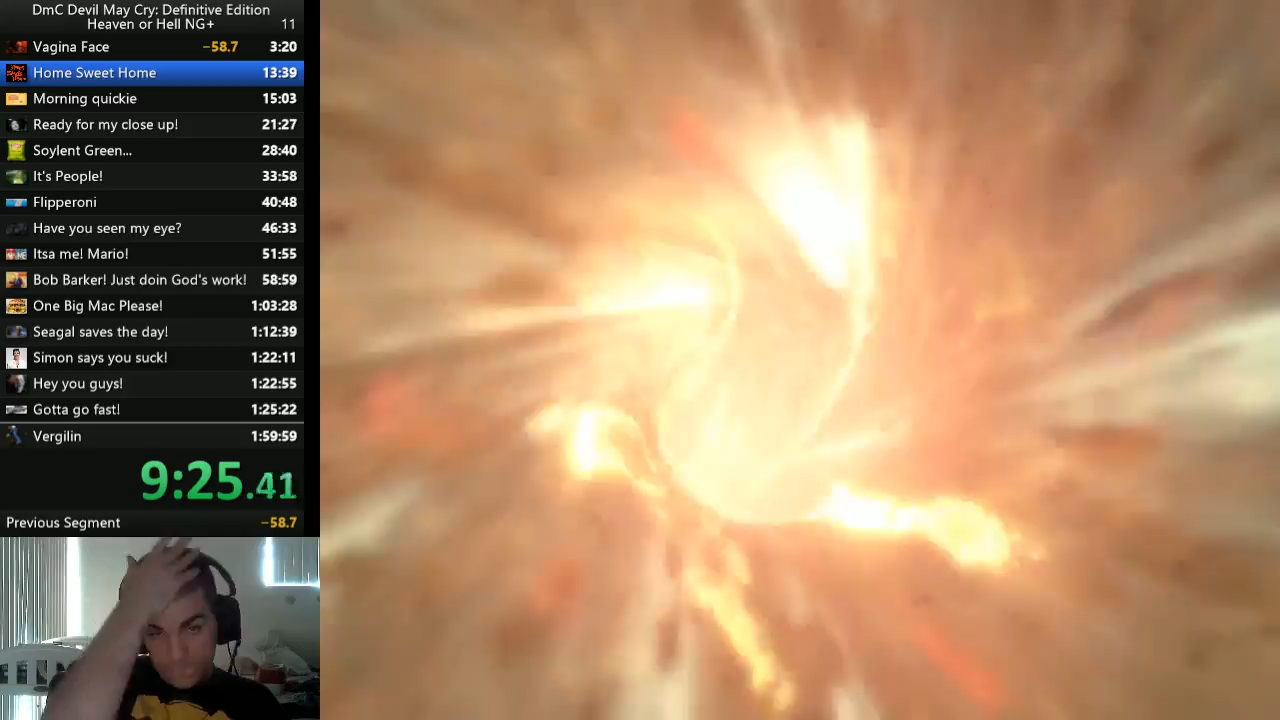 DmC Devil May Cry: Definitive Edition
Heaven or Hell NG+ 11
Vagina Face −58.7 3:20
Home Sweet Home 13:39
Morning quickie 15:03
Ready for my close up! 21:27
Soylent Green... 28:40
It's People! 33:58
Flipperoni 40:48
Have you seen my eye? 46:33
Itsa me! Mario! 51:55
Bob Barker! Just doin God's work! 58:59
One Big Mac Please! 1:03:28
Seagal saves the day! 1:12:39
Simon says you suck! 1:22:11
Hey you guys! 1:22:55
Gotta go fast! 1:25:22
Vergilin 1:59:59
9:25.41
Previous Segment −58.7